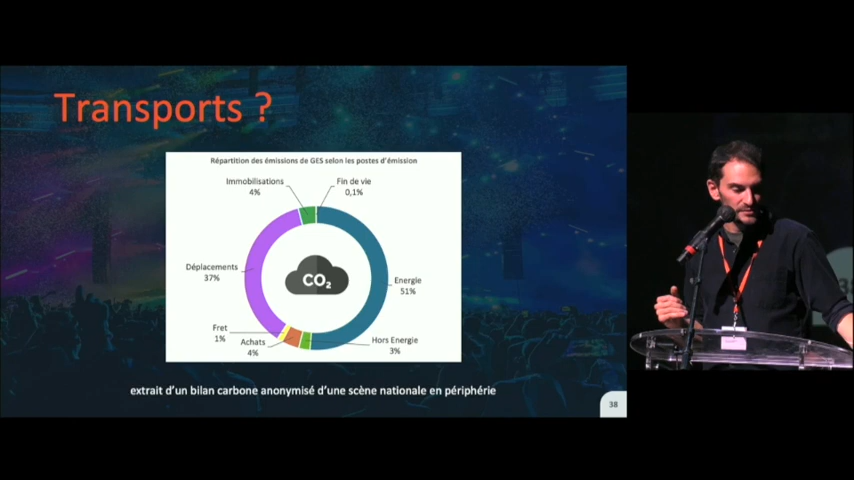 Transports ?
Répartition des émissions de GES selon les postes d'émission
Immobilisations
4%
Fin de vie
0,1%
Déplacements
37%
CO₂
Energie
51%
Fret
1%
Achats
4%
Hors Energie
3%
extrait d'un bilan carbone anonymisé d'une scène nationale en périphérie
38